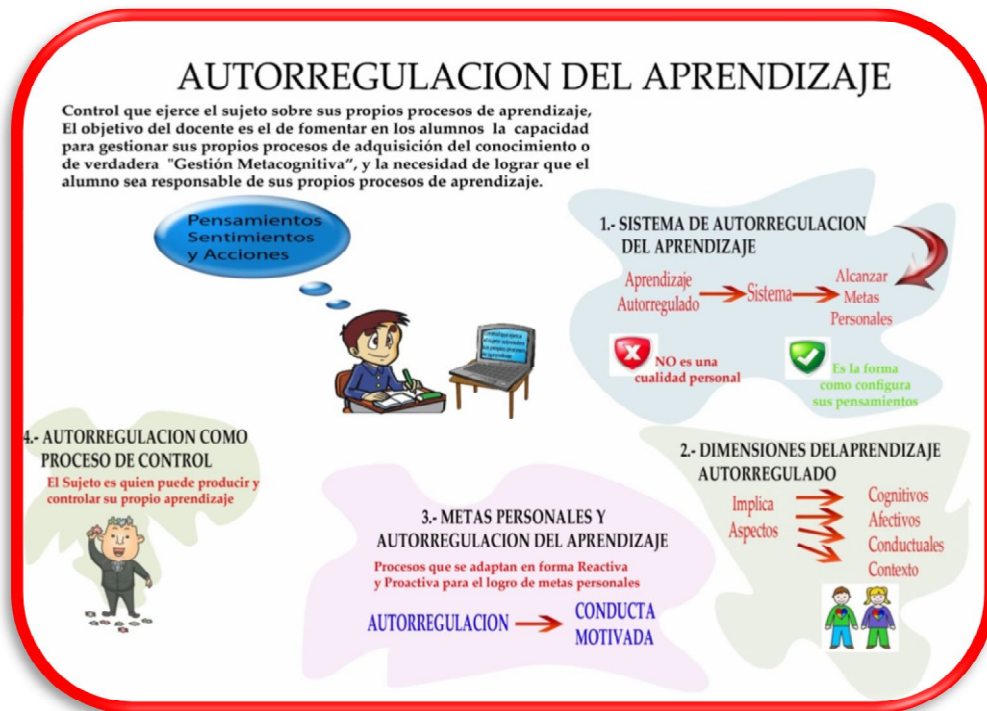 AUTORREGULACION DEL APRENDIZAJE
Control que ejerce el sujeto sobre sus propios procesos de aprendizaje,
El objetivo del docente es el de fomentar en los alumnos la capacidad
para gestionar sus propios procesos de adquisición del conocimiento o
de verdadera "Gestión Metacognitiva", y la necesidad de lograr que el
alumno sea responsable de sus propios procesos de aprendizaje.
Pensamientos
Sentimientos
y Acciones
1.- SISTEMA DE AUTORREGULACION
DEL APRENDIZAJE
Aprendizaje
Autorregulado
Sistema
Alcanzar
Metas
Personales
NO es una
cualidad personal
Es la forma
como configura
sus pensamientos
2.- DIMENSIONES DELAPRENDIZAJE
AUTORREGULADO
Implica
Aspectos
Cognitivos
Afectivos
Conductuales
Contexto
3.- METAS PERSONALES Y
AUTORREGULACION DEL APRENDIZAJE
Procesos que se adaptan en forma Reactiva
y Proactiva para el logro de metas personales
AUTORREGULACION
CONDUCTA
MOTIVADA
4.- AUTORREGULACION COMO
PROCESO DE CONTROL
El Sujeto es quien puede producir y
controlar su propio aprendizaje